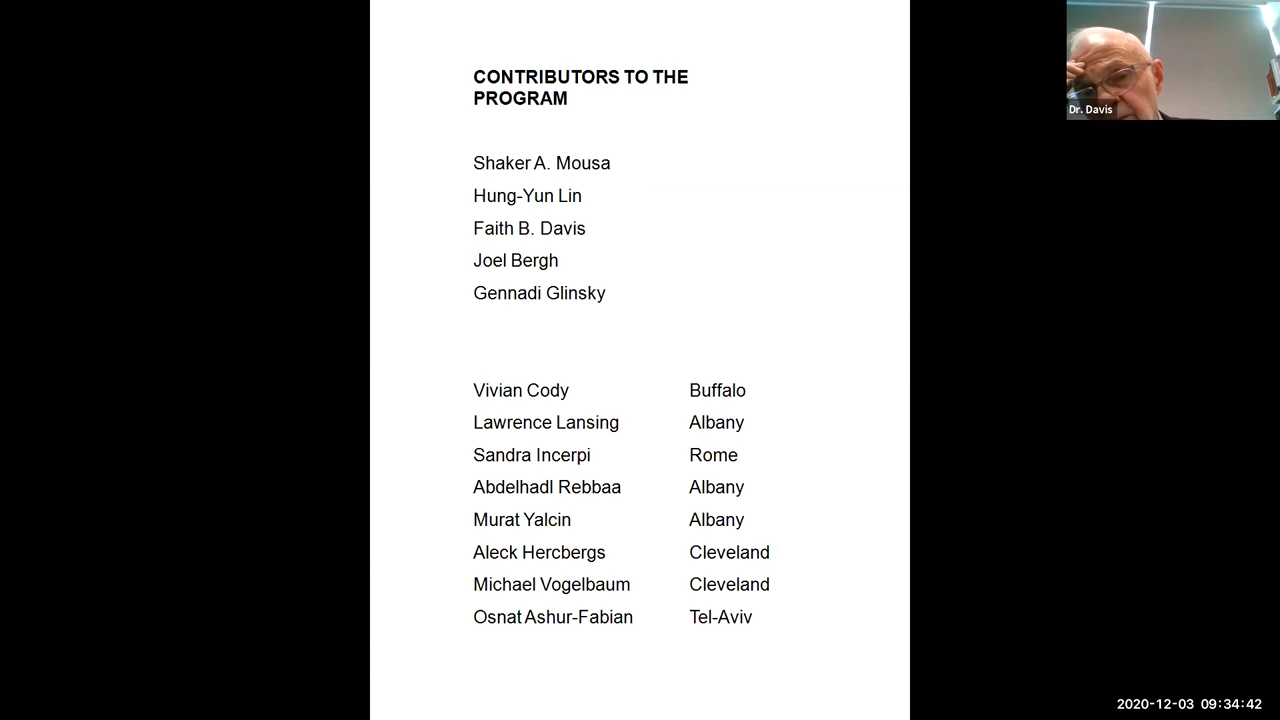 CONTRIBUTORS TO THE
PROGRAM
Shaker A. Mousa
Hung-Yun Lin
Faith B. Davis
Joel Bergh
Gennadi Glinsky
Vivian Cody Buffalo
Lawrence Lansing Albany
Sandra Incerpi Rome
Abdelhadl Rebbaa Albany
Murat Yalcin Albany
Aleck Hercbergs Cleveland
Michael Vogelbaum Cleveland
Osnat Ashur-Fabian Tel-Aviv
Dr. Davis
2020-12-03 09:34:42